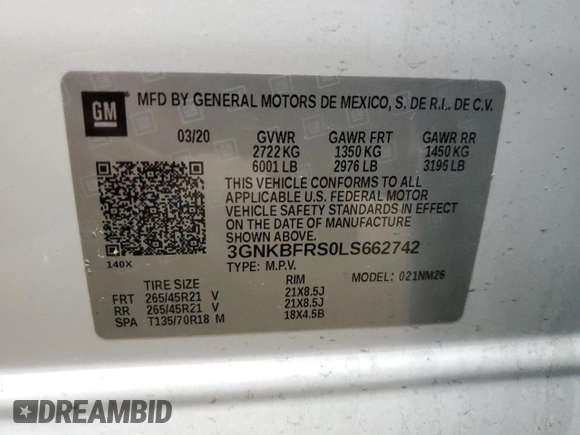 GM
MFD BY GENERAL MOTORS DE MEXICO, S. DE R.L. DE C.V.
03/20 GVWR GAWR FRT GAWR RR
2722 KG 1350 KG 1450 KG
6001 LB 2976 LB 3196 LB
THIS VEHICLE CONFORMS TO ALL
APPLICABLE U.S. FEDERAL MOTOR
VEHICLE SAFETY STANDARDS IN EFFECT
ON THE DATE OF MANUFACTURE
SHOWN ABOVE.
140X
3GNKBFRS0LS662742
TYPE: M.P.V. MODEL: 021NM26
TIRE SIZE RIM
FRT 265/45R21 V 21X8.5J
RR 265/45R21 V 21X8.5J
SPA T135/70R18 M 18X4.5B
DREAMBID